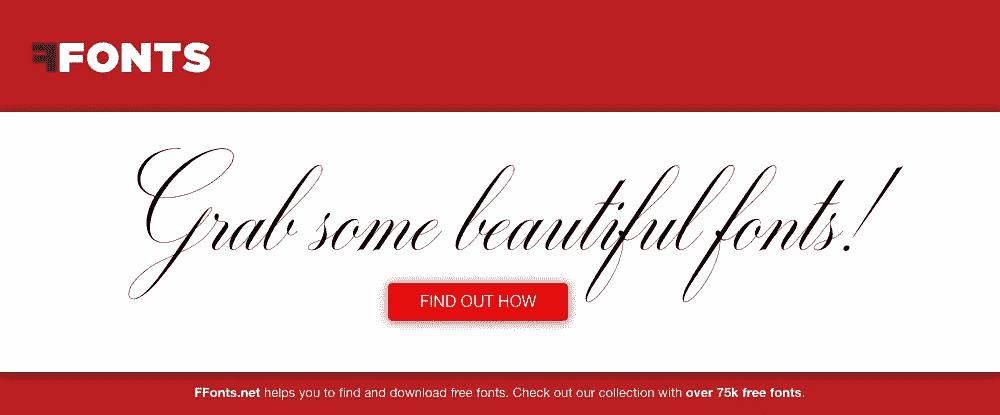 FFONTS
Grab some beautiful fonts!
FIND OUT HOW
FFonts.net helps you to find and download free fonts. Check out our collection with over 75k free fonts.